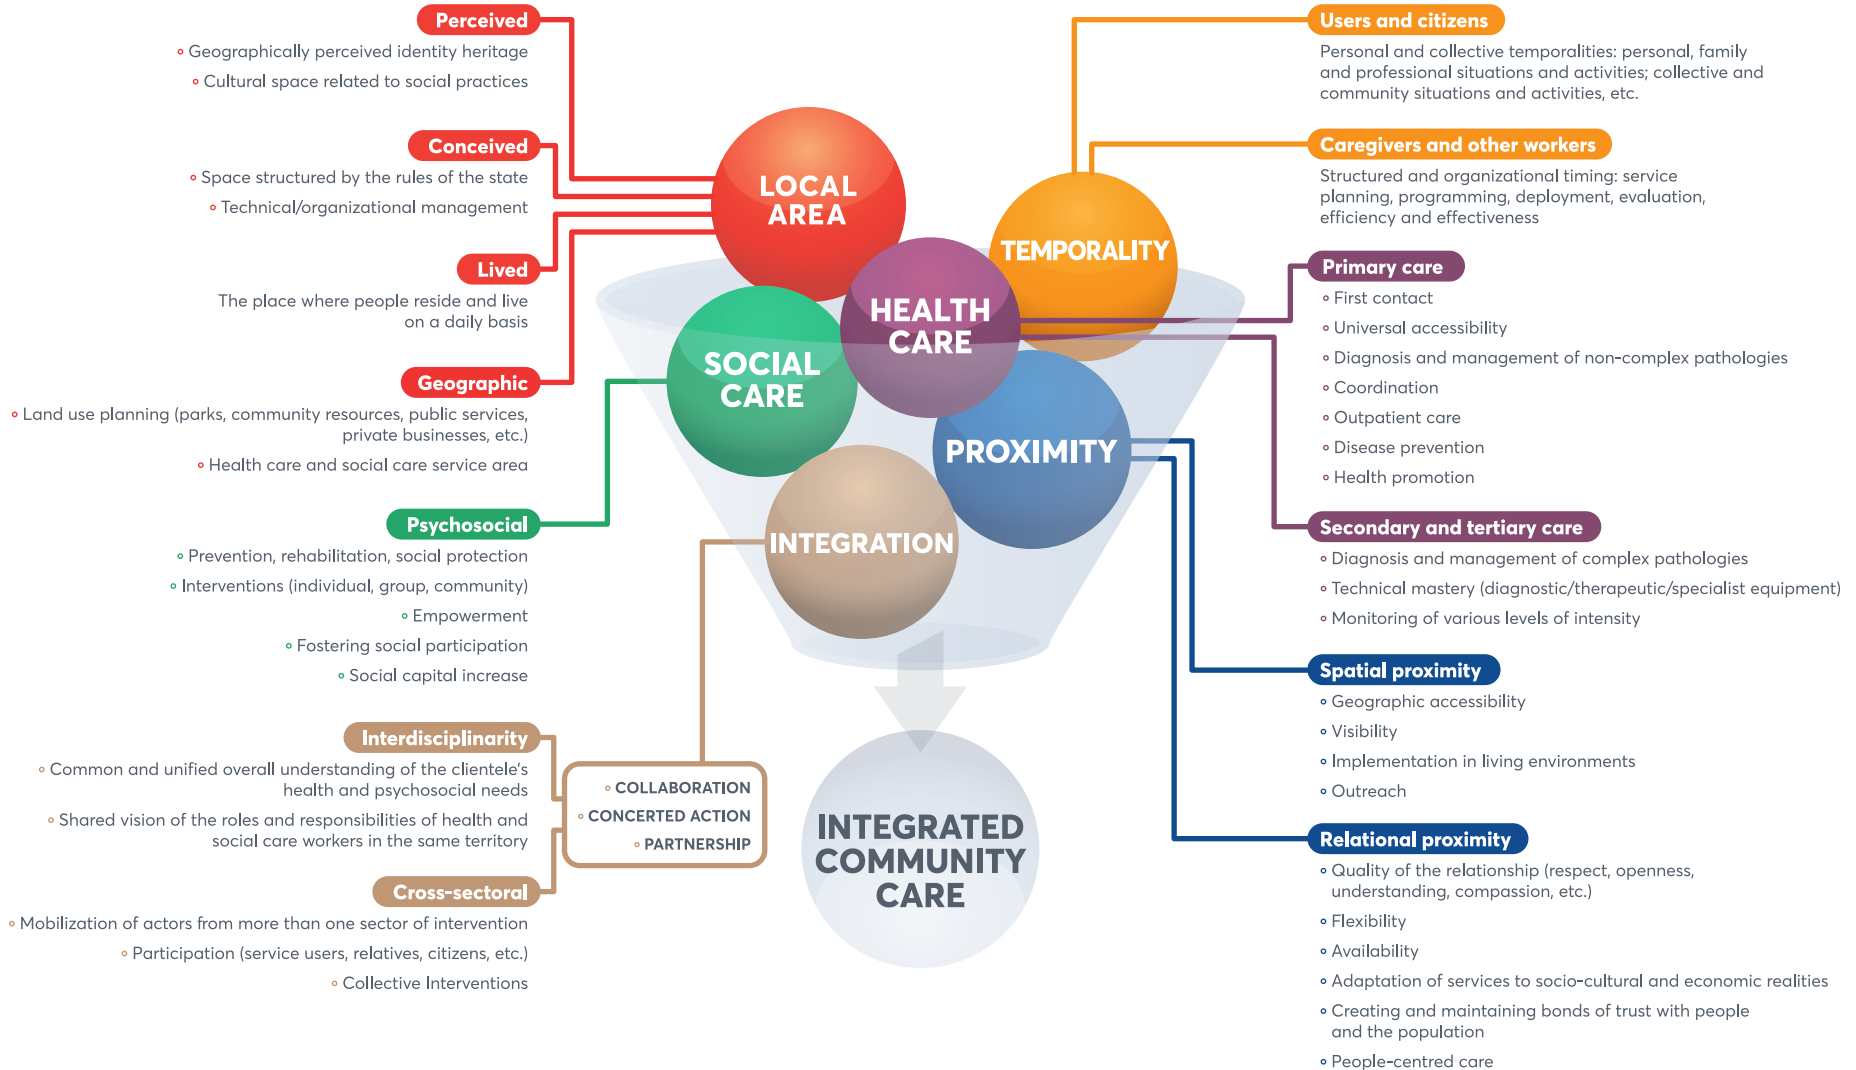 Perceived
Geographically perceived identity heritage
Cultural space related to social practices
Conceived
Space structured by the rules of the state
Technical/organizational management
Lived
The place where people reside and live
on a daily basis
Geographic
Land use planning (parks, community resources, public services,
private businesses, etc.)
Health care and social care service area
Psychosocial
Prevention, rehabilitation, social protection
Interventions (individual, group, community)
Empowerment
Fostering social participation
Social capital increase
Interdisciplinarity
Common and unified overall understanding of the clientele's
health and psychosocial needs
Shared vision of the roles and responsibilities of health and
social care workers in the same territory
Cross-sectoral
Mobilization of actors from more than one sector of intervention
Participation (service users, relatives, citizens, etc.)
Collective Interventions
COLLABORATION
CONCERTED ACTION
PARTNERSHIP
LOCAL
AREA
TEMPORALITY
HEALTH
CARE
SOCIAL
CARE
PROXIMITY
INTEGRATION
INTEGRATED
COMMUNITY
CARE
Users and citizens
Personal and collective temporalities: personal, family
and professional situations and activities; collective and
community situations and activities, etc.
Caregivers and other workers
Structured and organizational timing: service
planning, programming, deployment, evaluation,
efficiency and effectiveness
Primary care
First contact
Universal accessibility
Diagnosis and management of non-complex pathologies
Coordination
Outpatient care
Disease prevention
Health promotion
Secondary and tertiary care
Diagnosis and management of complex pathologies
Technical mastery (diagnostic/therapeutic/specialist equipment)
Monitoring of various levels of intensity
Spatial proximity
Geographic accessibility
Visibility
Implementation in living environments
Outreach
Relational proximity
Quality of the relationship (respect, openness,
understanding, compassion, etc.)
Flexibility
Availability
Adaptation of services to socio-cultural and economic realities
Creating and maintaining bonds of trust with people
and the population
People-centred care